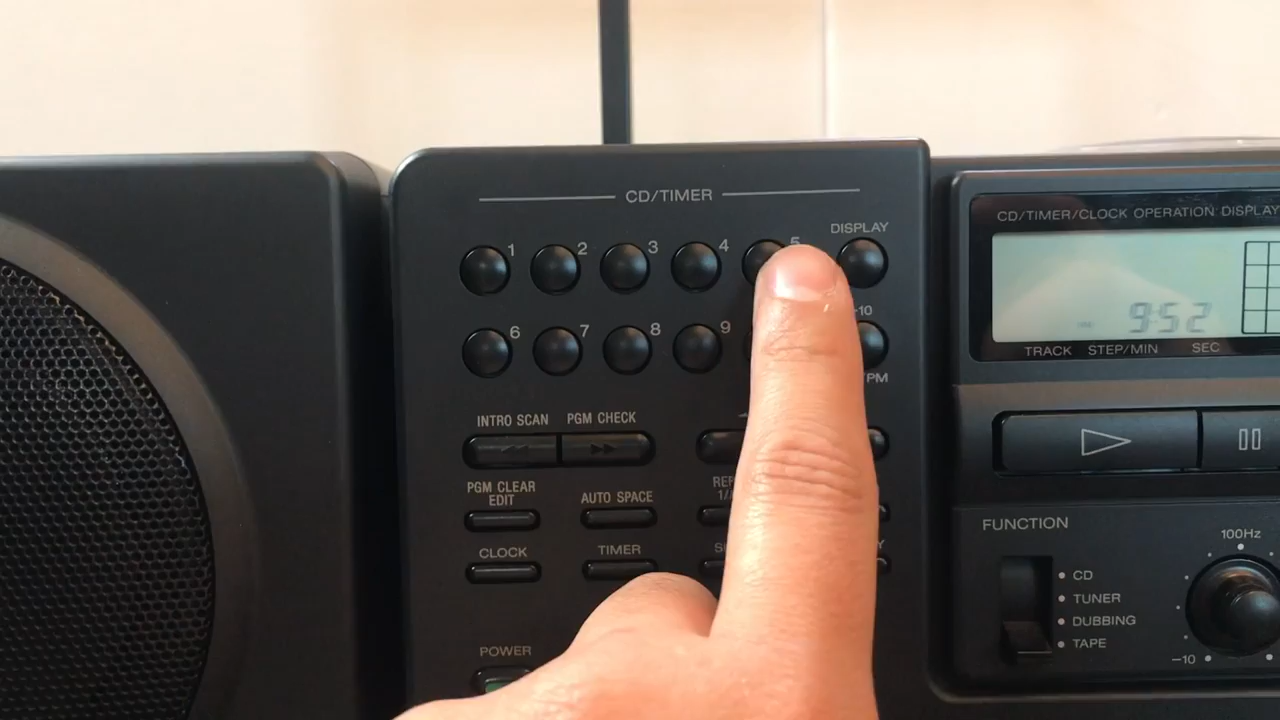 CD/TIMER
CD/TIMER/CLOCK OPERATION DISPLAY
DISPLAY
1 2 3 4 5
9:52
TRACK STEP/MIN SEC
6 7 8 9
INTRO SCAN PGM CHECK
PGM CLEAR
EDIT
AUTO SPACE
CLOCK
TIMER
FUNCTION
100Hz
CD
TUNER
DUBBING
TAPE
-10
POWER